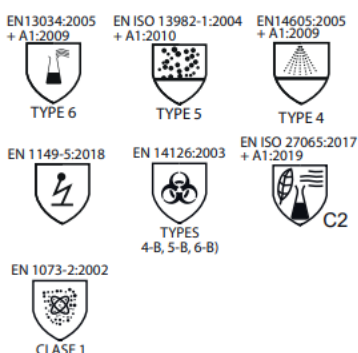 EN13034:2005
+ A1:2009
TYPE 6
EN ISO 13982-1:2004
+ A1:2010
TYPE 5
EN14605:2005
+ A1:2009
TYPE 4
EN 1149-5:2018
EN 14126:2003
TYPES
4-B, 5-B, 6-B)
EN ISO 27065:2017
+ A1:2019
C2
EN 1073-2:2002
CLASE 1